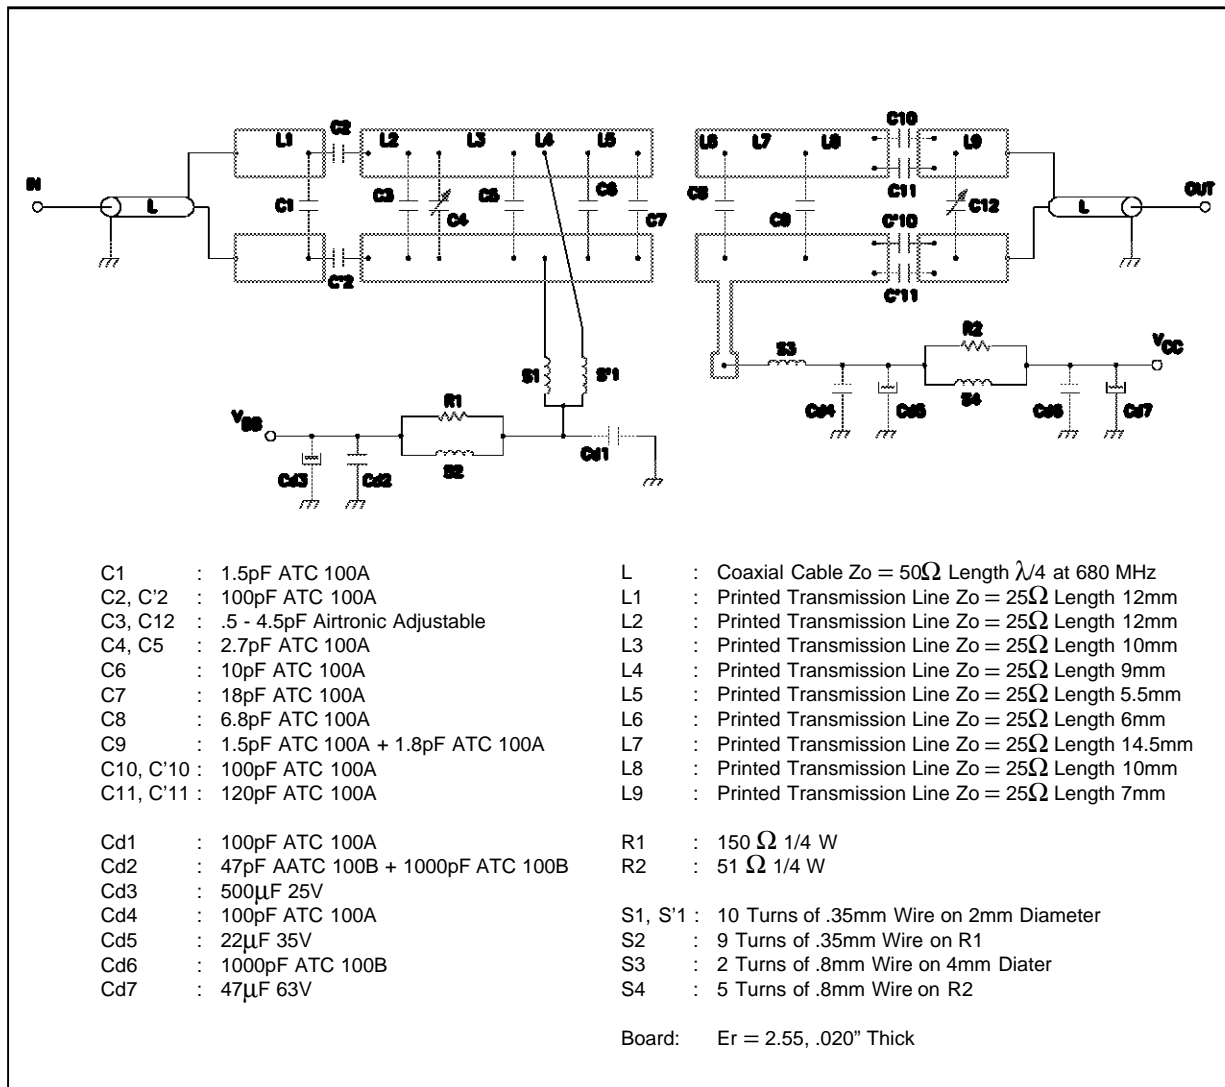 C2
L1
L2
L3
L4
L5
L6
L7
L8
C10
L9
C11
IN
L
C1
C3
C4
C5
C6
C7
C8
C9
C12
L
OUT
C'10
C'2
C'11
S1
S'1
S3
R2
VCC
S4
Cd4
Cd5
Cd6
Cd7
VBB
R1
S2
Cd1
Cd3
Cd2
C1 : 1.5pF ATC 100A
C2, C'2 : 100pF ATC 100A
C3, C12 : .5 - 4.5pF Airtronic Adjustable
C4, C5 : 2.7pF ATC 100A
C6 : 10pF ATC 100A
C7 : 18pF ATC 100A
C8 : 6.8pF ATC 100A
C9 : 1.5pF ATC 100A + 1.8pF ATC 100A
C10, C'10 : 100pF ATC 100A
C11, C'11 : 120pF ATC 100A
Cd1 : 100pF ATC 100A
Cd2 : 47pF AATC 100B + 1000pF ATC 100B
Cd3 : 500μF 25V
Cd4 : 100pF ATC 100A
Cd5 : 22μF 35V
Cd6 : 1000pF ATC 100B
Cd7 : 47μF 63V
L : Coaxial Cable Zo = 50Ω Length λ/4 at 680 MHz
L1 : Printed Transmission Line Zo = 25Ω Length 12mm
L2 : Printed Transmission Line Zo = 25Ω Length 12mm
L3 : Printed Transmission Line Zo = 25Ω Length 10mm
L4 : Printed Transmission Line Zo = 25Ω Length 9mm
L5 : Printed Transmission Line Zo = 25Ω Length 5.5mm
L6 : Printed Transmission Line Zo = 25Ω Length 6mm
L7 : Printed Transmission Line Zo = 25Ω Length 14.5mm
L8 : Printed Transmission Line Zo = 25Ω Length 10mm
L9 : Printed Transmission Line Zo = 25Ω Length 7mm
R1 : 150 Ω 1/4 W
R2 : 51 Ω 1/4 W
S1, S'1 : 10 Turns of .35mm Wire on 2mm Diameter
S2 : 9 Turns of .35mm Wire on R1
S3 : 2 Turns of .8mm Wire on 4mm Diater
S4 : 5 Turns of .8mm Wire on R2
Board: Er = 2.55, .020” Thick